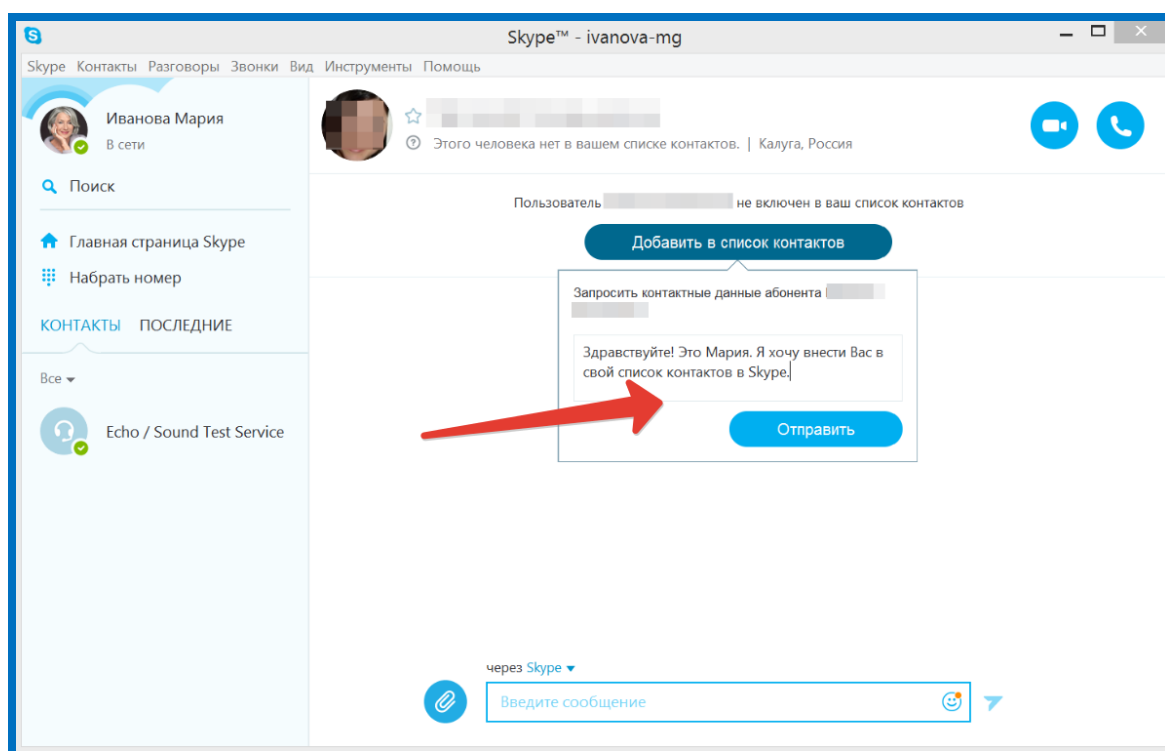 Skype™ - ivanova-mg
Skype Контакты Разговоры Звонки Вид Инструменты Помощь
Иванова Мария
В сети
Поиск
Главная страница Skype
Набрать номер
КОНТАКТЫ ПОСЛЕДНИЕ
Все
Echo / Sound Test Service
Этого человека нет в вашем списке контактов. | Калуга, Россия
Пользователь не включен в ваш список контактов
Добавить в список контактов
Запросить контактные данные абонента
Здравствуйте! Это Мария. Я хочу внести Вас в
свой список контактов в Skype.
Отправить
через Skype
Введите сообщение